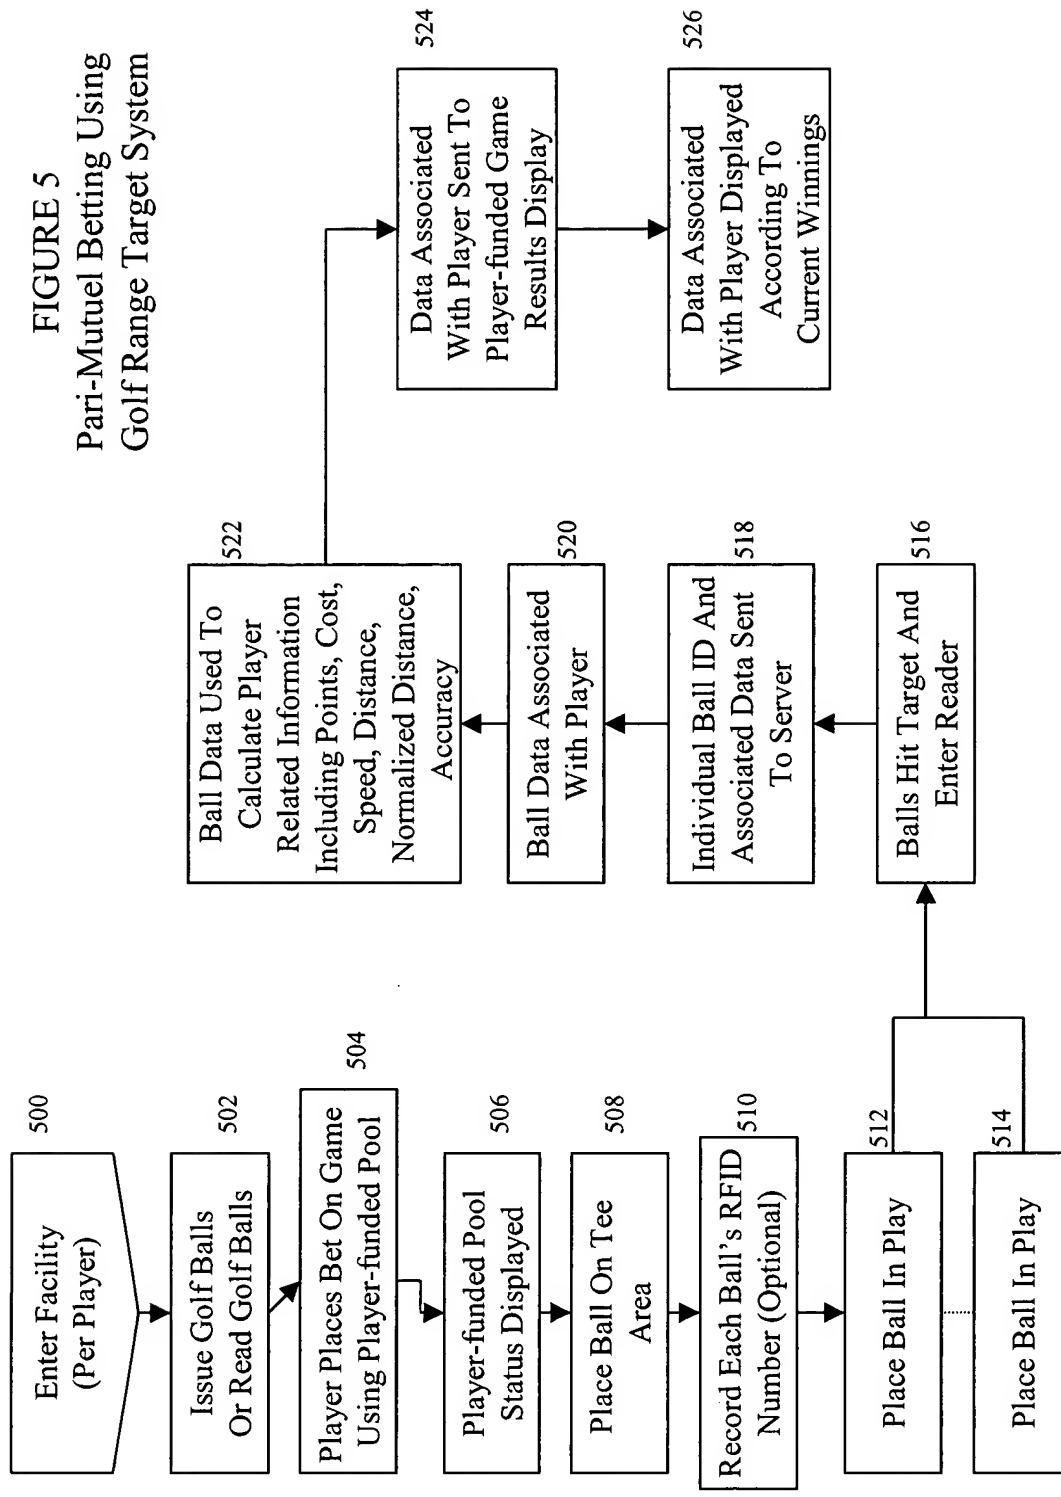 FIGURE 5
Pari-Mutuel Betting Using
Golf Range Target System
500
Enter Facility
(Per Player)
502
Issue Golf Balls
Or Read Golf Balls
504
Player Places Bet On Game
Using Player-funded Pool
506
Player-funded Pool
Status Displayed
508
Place Ball On Tee
Area
510
Record Each Ball's RFID
Number (Optional)
512
Place Ball In Play
514
Place Ball In Play
516
Balls Hit Target And
Enter Reader
518
Individual Ball ID And
Associated Data Sent
To Server
520
Ball Data Associated
With Player
522
Ball Data Used To
Calculate Player
Related Information
Including Points, Cost,
Speed, Distance,
Normalized Distance,
Accuracy
524
Data Associated
With Player Sent To
Player-funded Game
Results Display
526
Data Associated
With Player Displayed
According To
Current Winnings